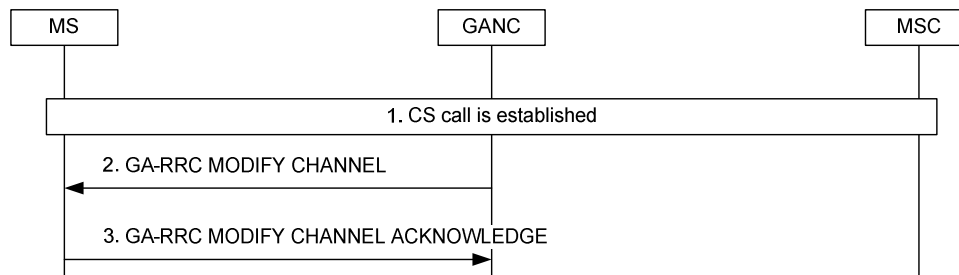 MS
GANC
MSC
1. CS call is established
2. GA-RRC MODIFY CHANNEL
3. GA-RRC MODIFY CHANNEL ACKNOWLEDGE